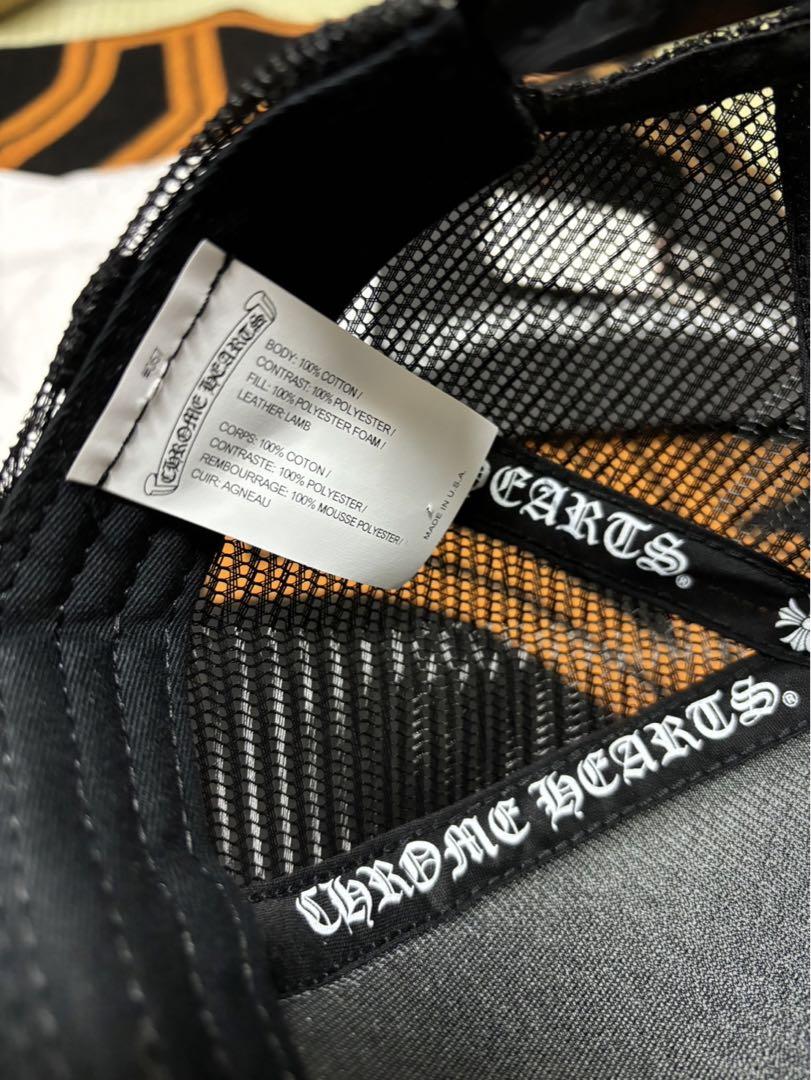 CHROME HEARTS
BODY: 100% COTTON /
CONTRAST: 100% POLYESTER /
FILL: 100% POLYESTER FOAM /
LEATHER: LAMB
CORPS: 100% COTON /
CONTRASTE: 100% POLYESTER /
REMBOURRAGE: 100% MOUSSE POLYESTER /
CUIR: AGNEAU
MADE IN U.S.A.
HEARTS®
CHROME HEARTS®